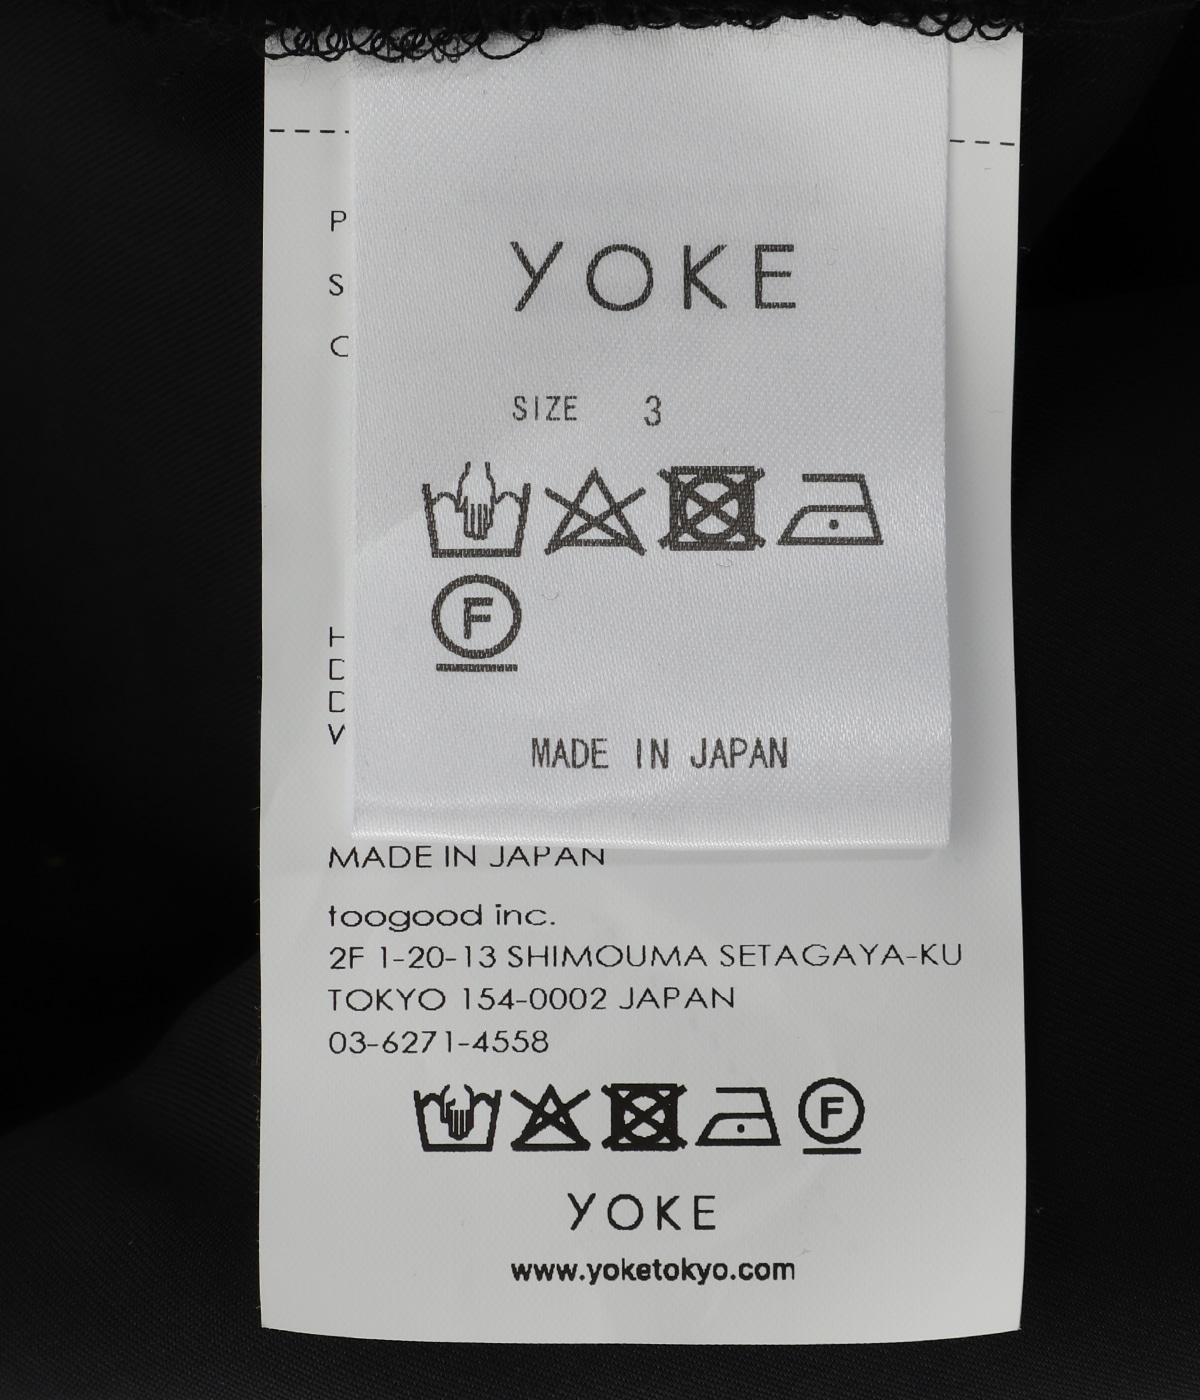 YOKE
SIZE 3
F
MADE IN JAPAN
MADE IN JAPAN
toogood inc.
2F 1-20-13 SHIMOUMA SETAGAYA-KU
TOKYO 154-0002 JAPAN
03-6271-4558
F
YOKE
www.yoketokyo.com